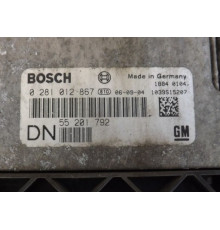 BOSCH
Made in Germany
0 281 012 867
06-09-04
1039S15207
DN
55 201 792
GM